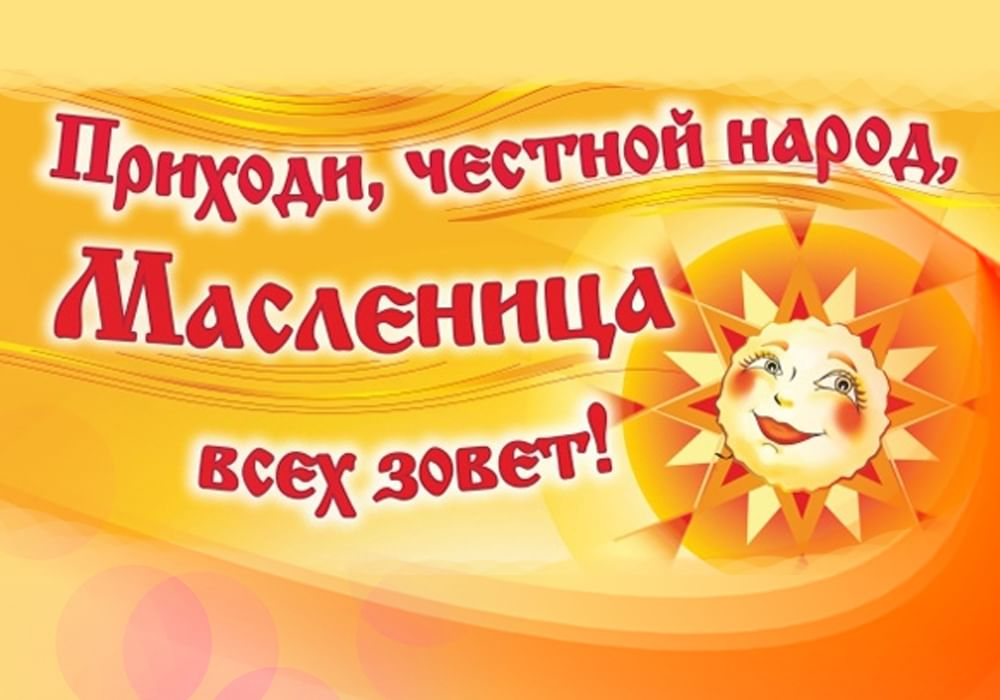 Приходи, честной народ,
Масленица
всех зовет!